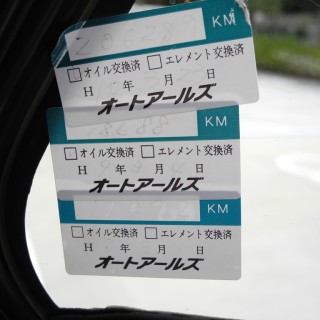 KM
オイル交換済 エレメント交換済
H 年 月 日
オートアールズ
KM
オイル交換済 エレメント交換済
H 年 月 日
オートアールズ
KM
オイル交換済 エレメント交換済
H 年 月 日
オートアールズ